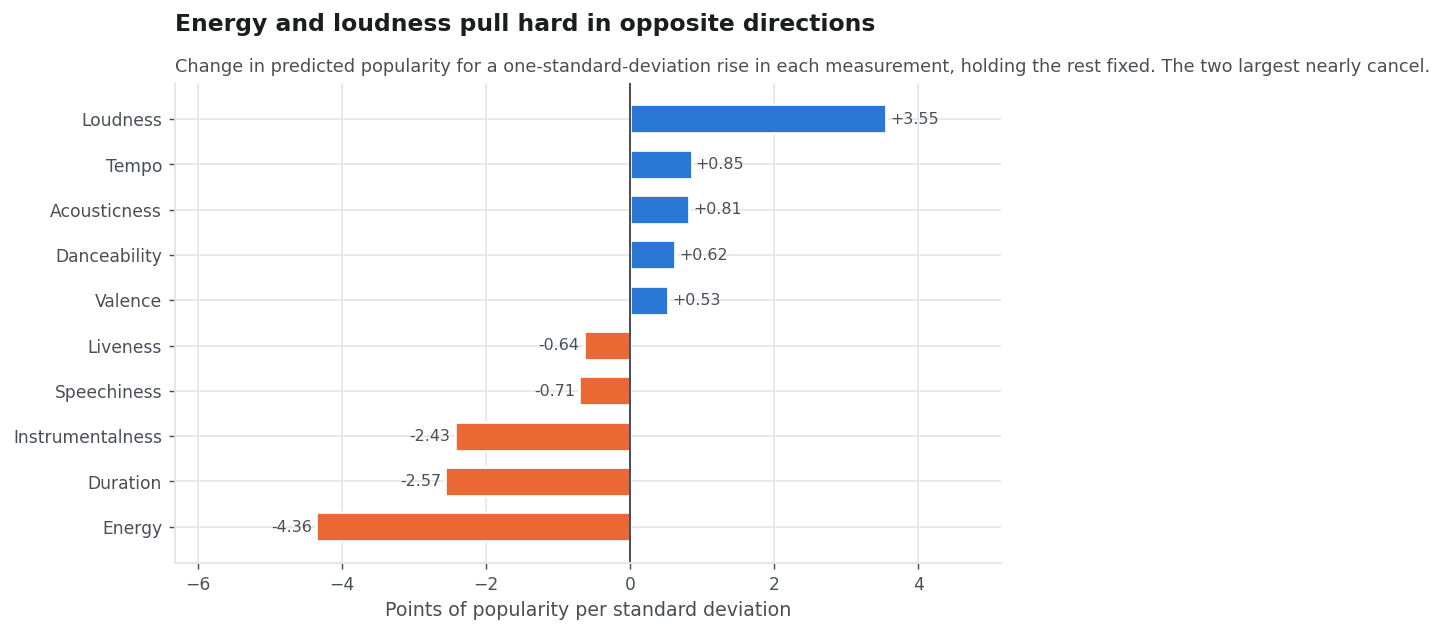 Energy and loudness pull hard in opposite directions
Change in predicted popularity for a one-standard-deviation rise in each measurement, holding the rest fixed. The two largest nearly cancel.
Loudness +3.55
Tempo +0.85
Acousticness +0.81
Danceability +0.62
Valence +0.53
Liveness -0.64
Speechiness -0.71
Instrumentalness -2.43
Duration -2.57
Energy -4.36
−6 −4 −2 0 2 4
Points of popularity per standard deviation